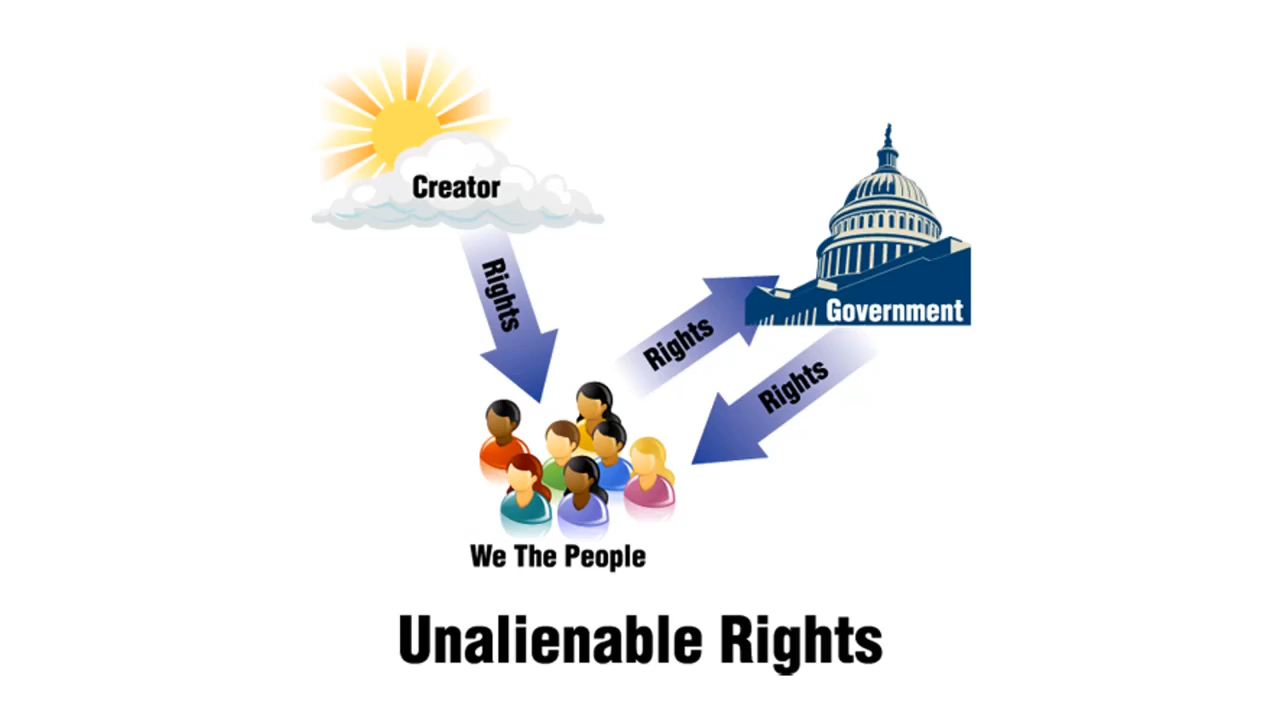 Creator
Rights
Government
Rights
Rights
We The People
Unalienable Rights